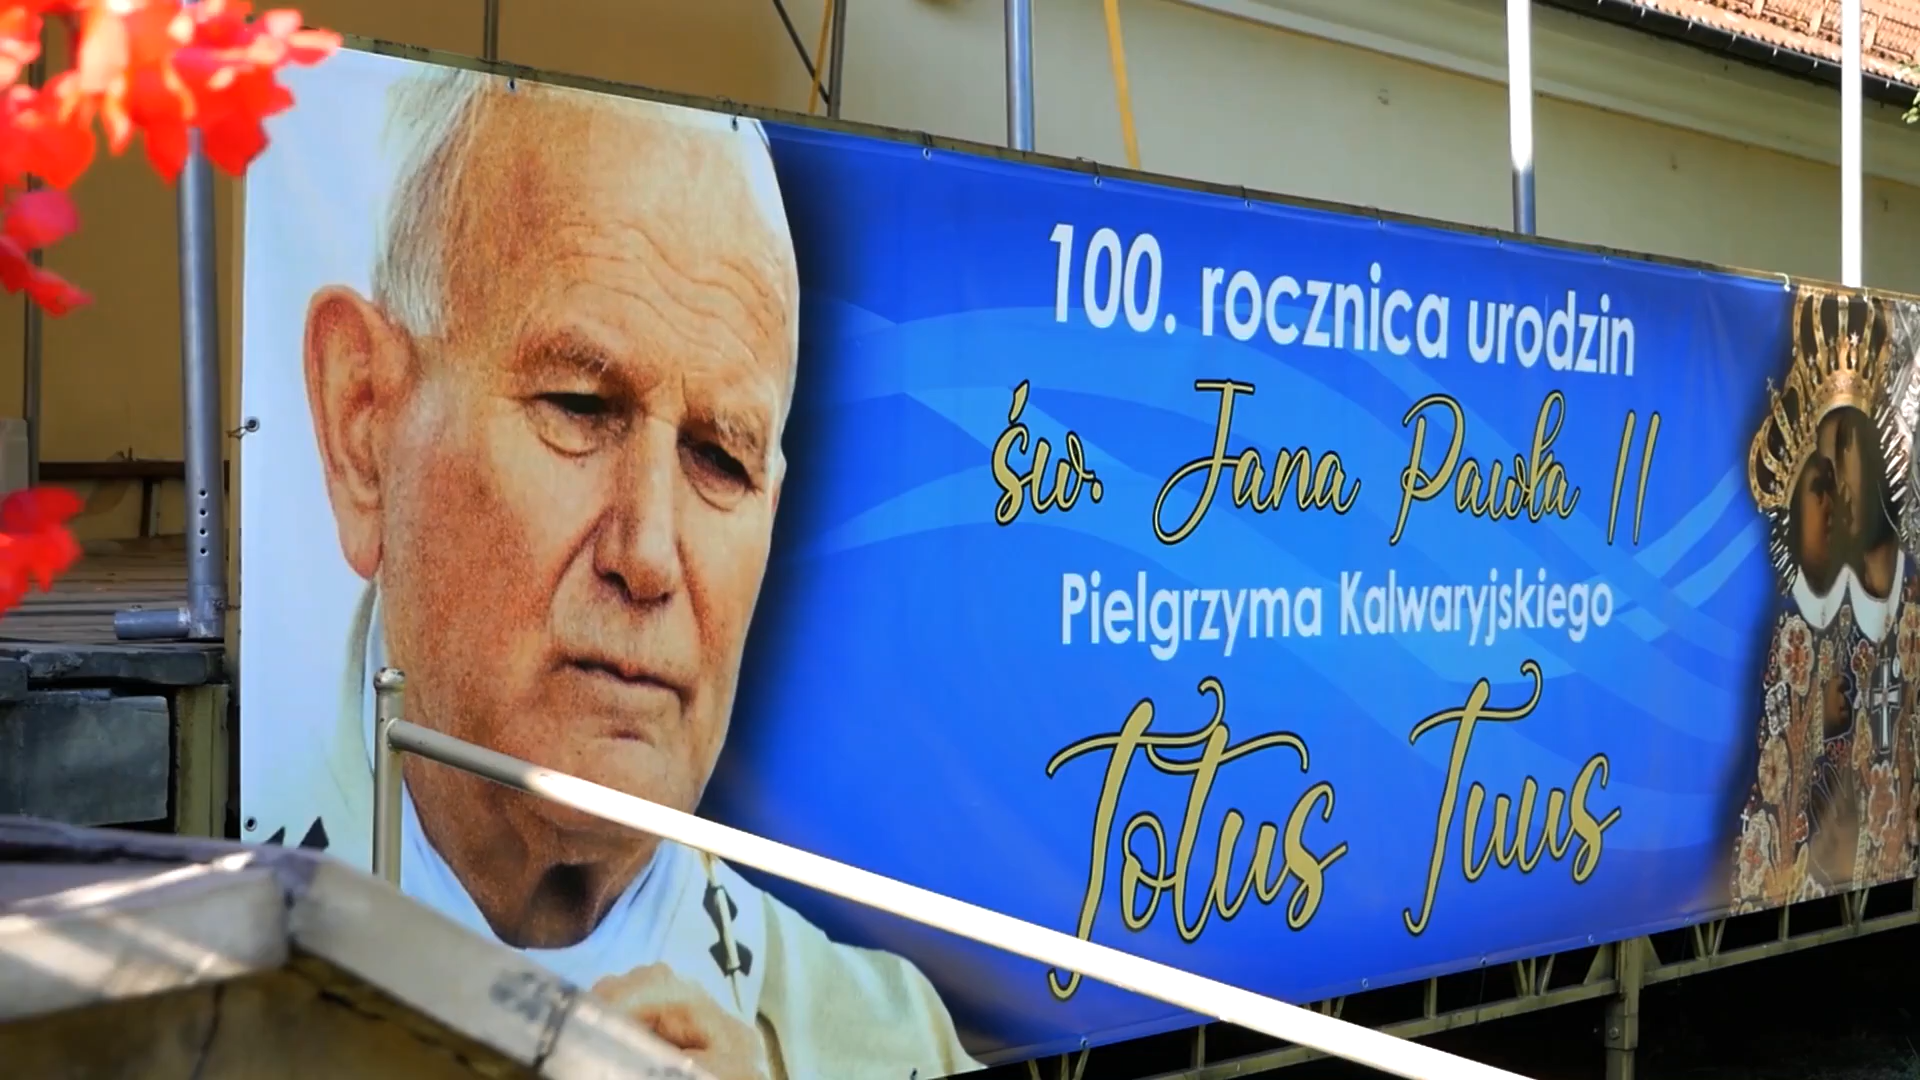 100. rocznica urodzin
św. Jana Pawła II
Pielgrzyma Kalwaryjskiego
Totus Tuus